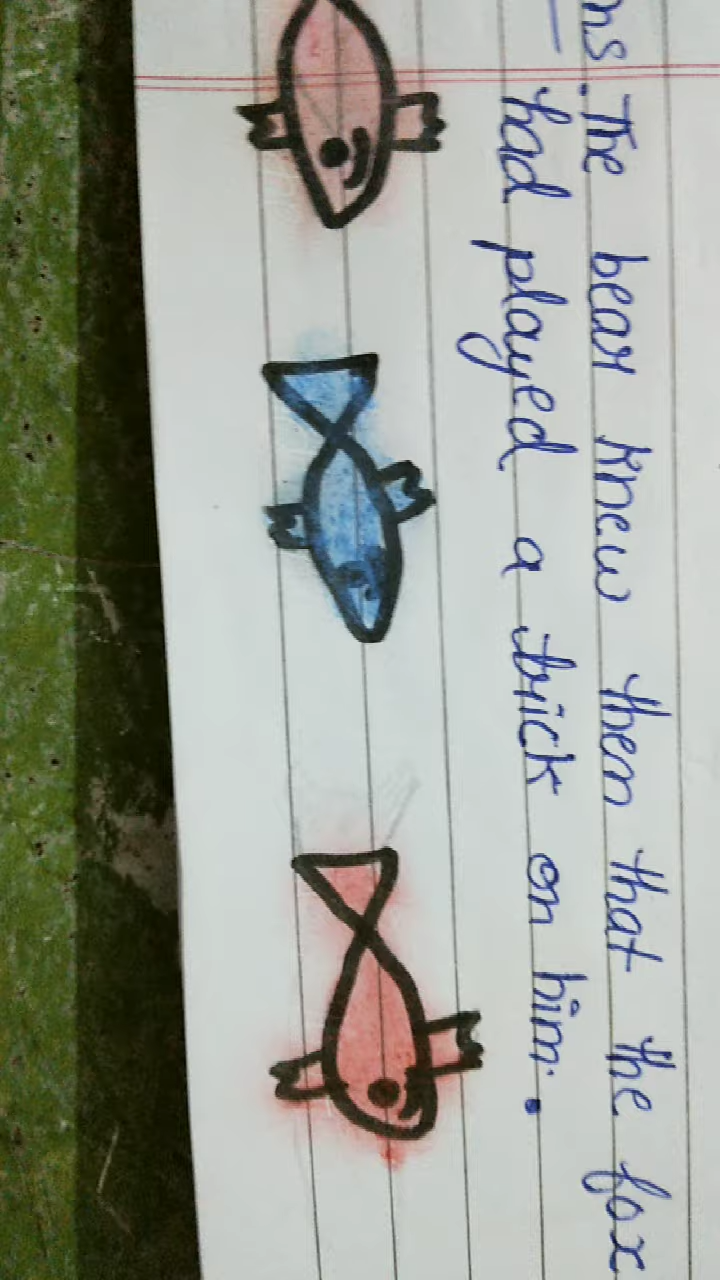 ns. The bear knew then that the fox
had played a trick on him.